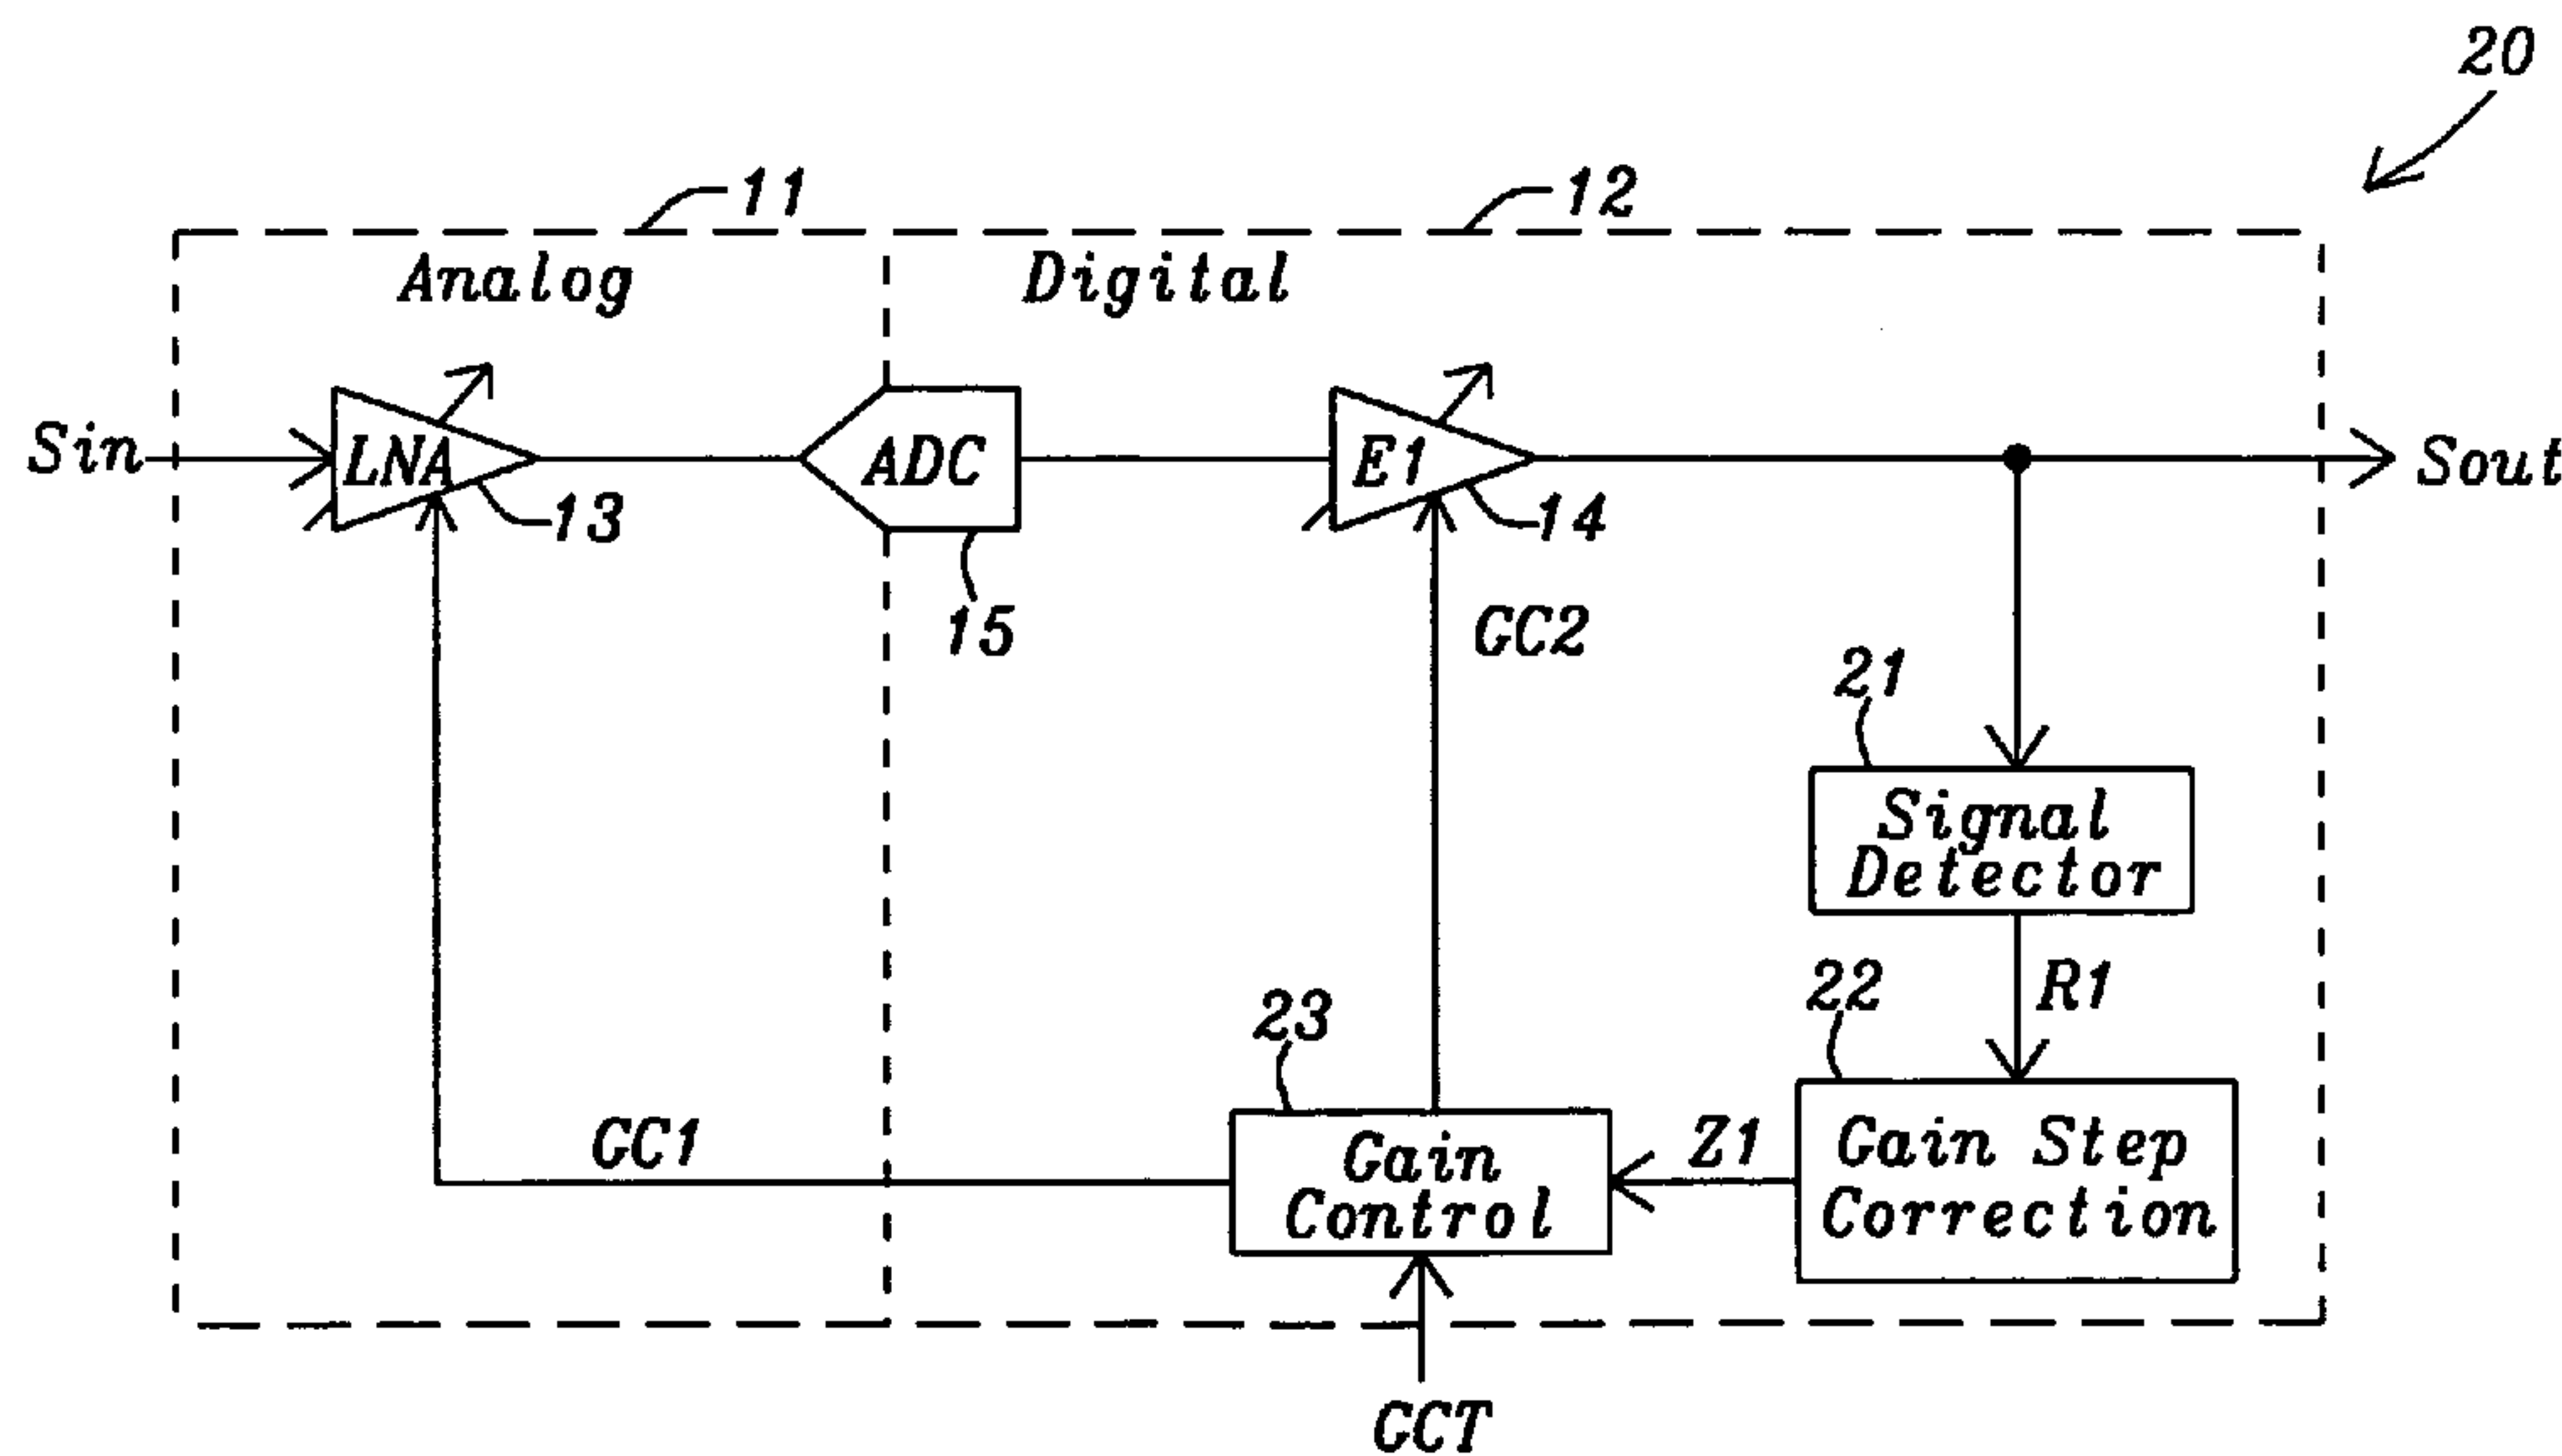 20
11
12
Analog
Digital
Sin
LNA
13
ADC
15
E1
14
Sout
GC2
21
Signal
Detector
R1
22
23
Gain Step
Correction
Z1
Gain
Control
GC1
GCT